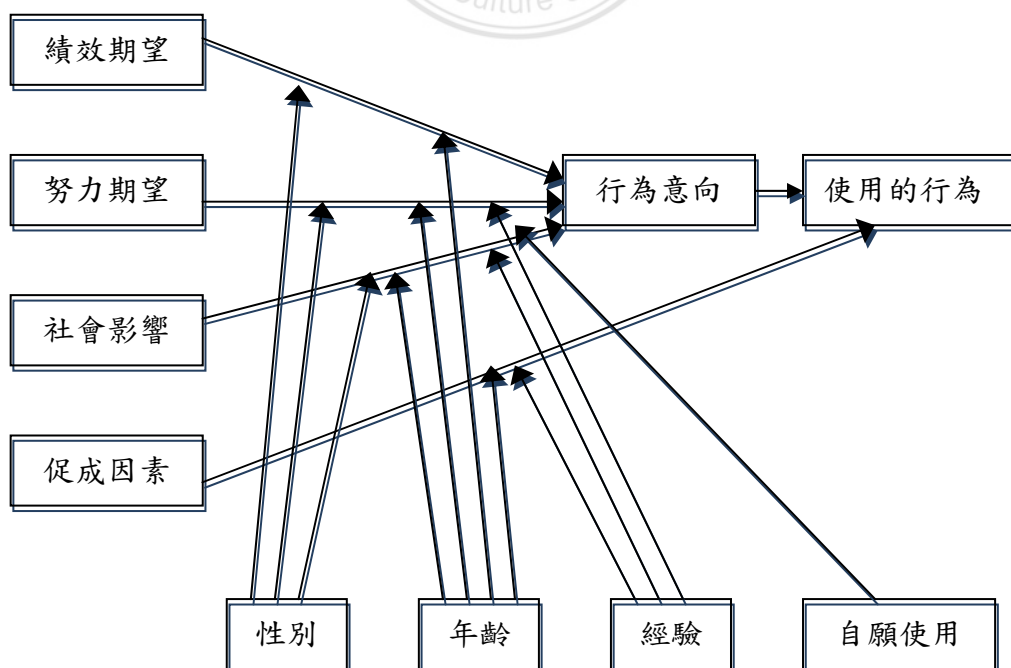 ulture
績效期望
努力期望
行為意向
使用的行為
社會影響
促成因素
性別
年齡
經驗
自願使用